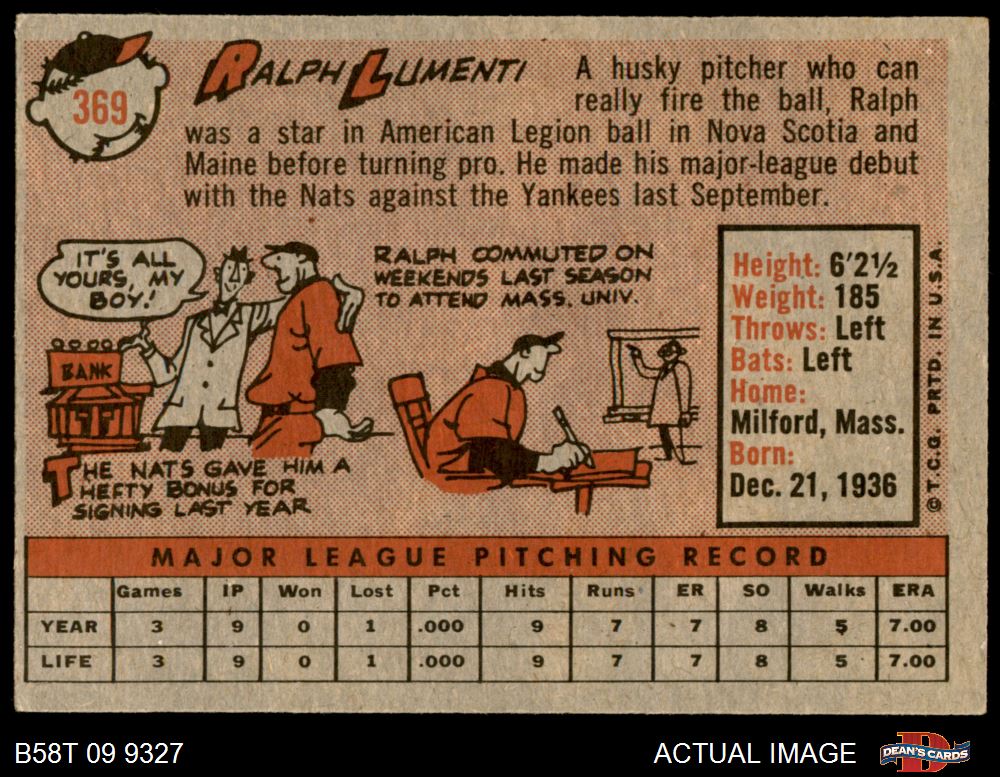 369
RALPH LUMENTI
A husky pitcher who can
really fire the ball, Ralph
was a star in American Legion ball in Nova Scotia and
Maine before turning pro. He made his major-league debut
with the Nats against the Yankees last September.
IT'S ALL
YOURS, MY
BOY!
BANK
THE NATS GAVE HIM A
HEFTY BONUS FOR
SIGNING LAST YEAR
RALPH COMMUTED ON
WEEKENDS LAST SEASON
TO ATTEND MASS. UNIV.
Height: 6'2½
Weight: 185
Throws: Left
Bats: Left
Home:
Milford, Mass.
Born:
Dec. 21, 1936
© T.C.G. PRTD. IN U.S.A.
MAJOR LEAGUE PITCHING RECORD
Games IP Won Lost Pct Hits Runs ER SO Walks ERA
YEAR 3 9 0 1 .000 9 7 7 8 5 7.00
LIFE 3 9 0 1 .000 9 7 7 8 5 7.00
B58T 09 9327
ACTUAL IMAGE
DEAN'S CARDS